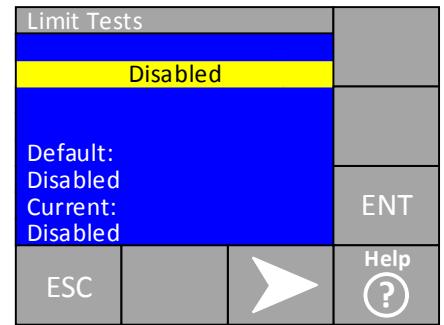 Limit Tests
Disabled
Default:
Disabled
Current:
Disabled
ENT
ESC
Help
?